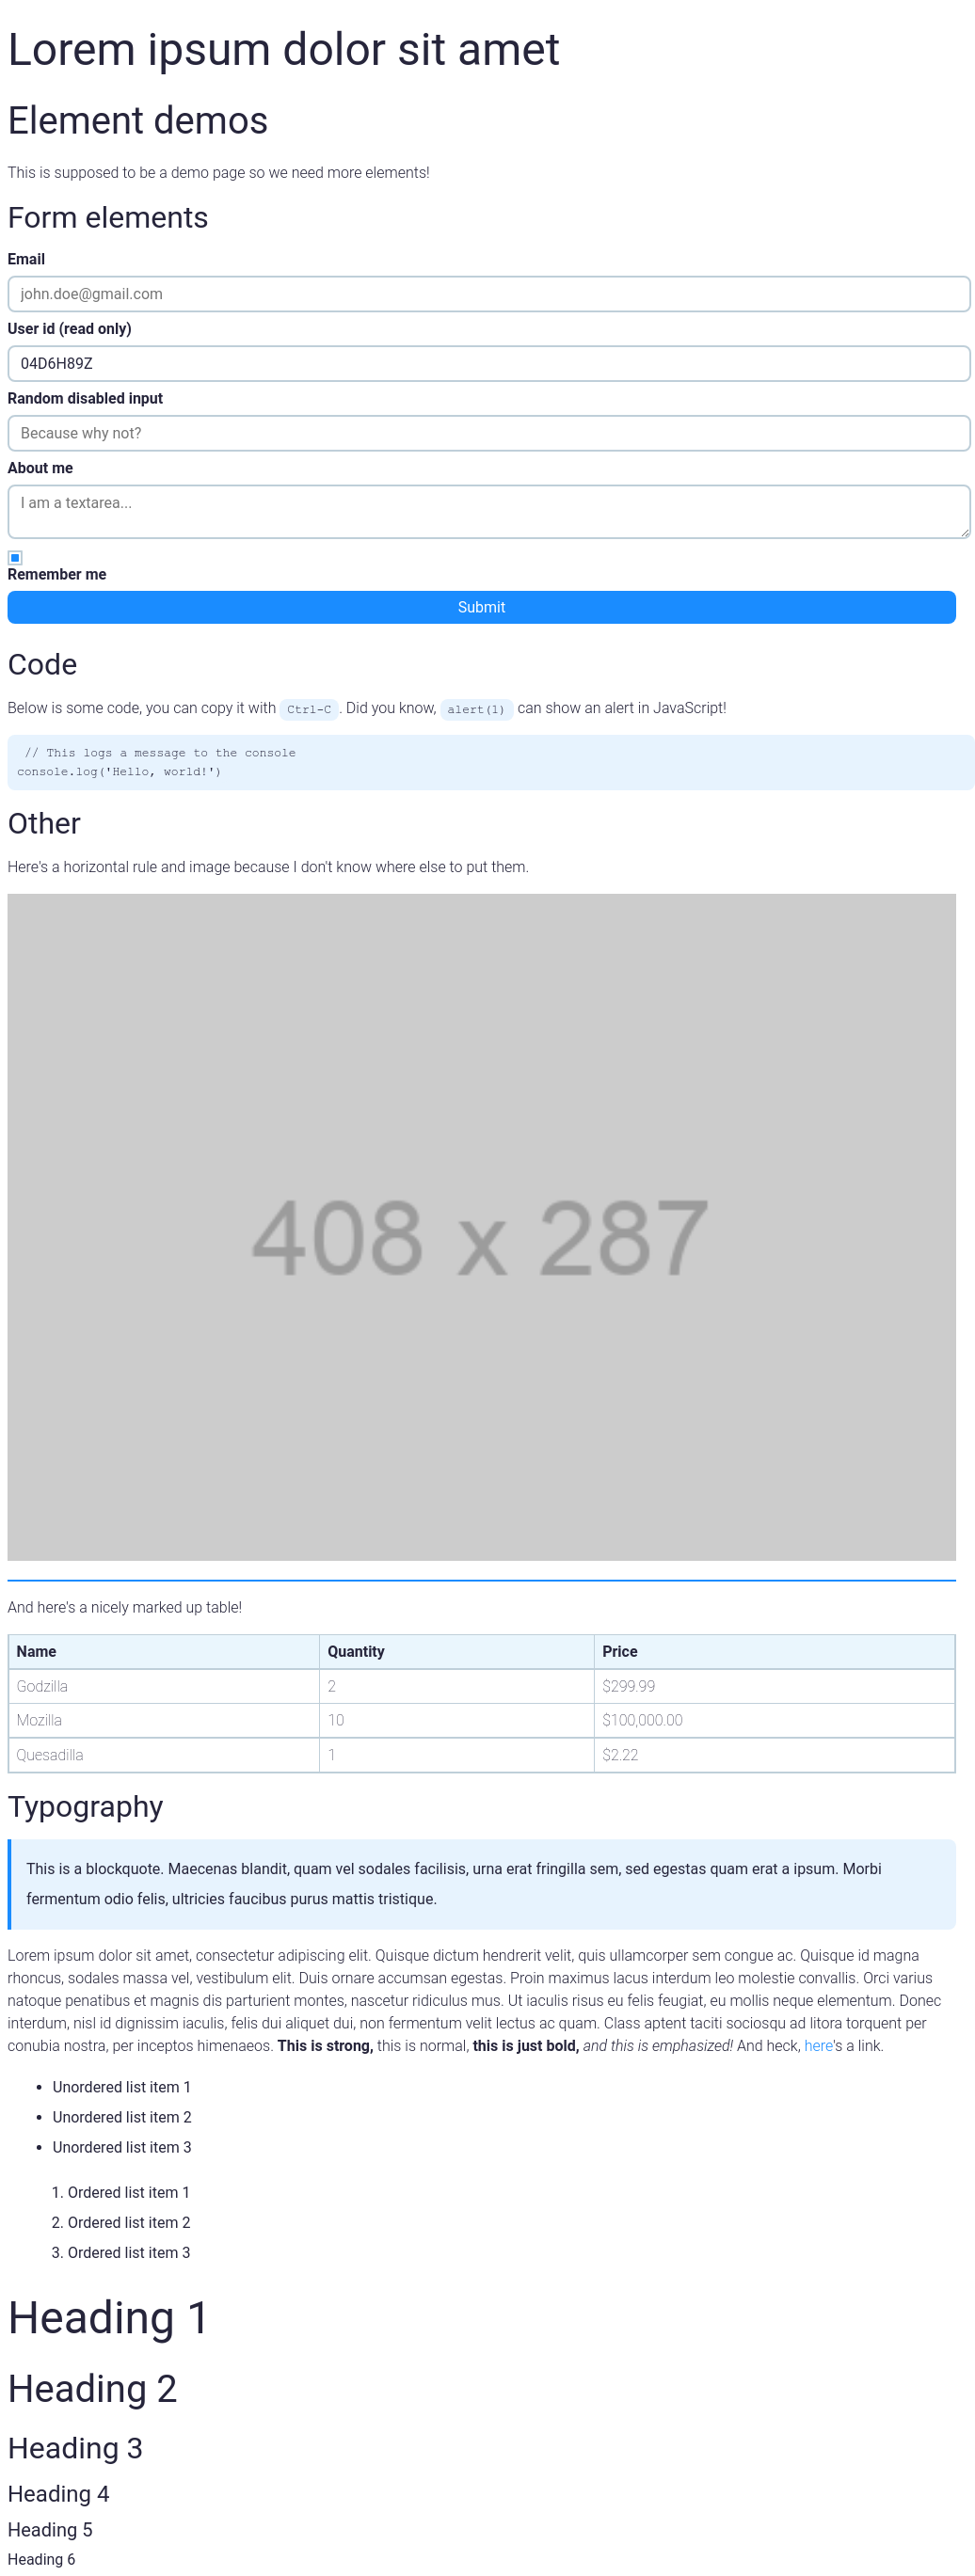 Lorem ipsum dolor sit amet
Element demos
This is supposed to be a demo page so we need more elements!
Form elements
Email
john.doe@gmail.com
User id (read only)
04D6H89Z
Random disabled input
Because why not?
About me
I am a textarea...
Remember me
Submit
Code
Below is some code, you can copy it with Ctrl-C. Did you know, alert(1) can show an alert in JavaScript!
// This logs a message to the console
console.log('Hello, world!')
Other
Here's a horizontal rule and image because I don't know where else to put them.
408 x 287
And here's a nicely marked up table!
Name Quantity Price
Godzilla 2 $299.99
Mozilla 10 $100,000.00
Quesadilla 1 $2.22
Typography
This is a blockquote. Maecenas blandit, quam vel sodales facilisis, urna erat fringilla sem, sed egestas quam erat a ipsum. Morbi
fermentum odio felis, ultricies faucibus purus mattis tristique.
Lorem ipsum dolor sit amet, consectetur adipiscing elit. Quisque dictum hendrerit velit, quis ullamcorper sem congue ac. Quisque id magna
rhoncus, sodales massa vel, vestibulum elit. Duis ornare accumsan egestas. Proin maximus lacus interdum leo molestie convallis. Orci varius
natoque penatibus et magnis dis parturient montes, nascetur ridiculus mus. Ut iaculis risus eu felis feugiat, eu mollis neque elementum. Donec
interdum, nisl id dignissim iaculis, felis dui aliquet dui, non fermentum velit lectus ac quam. Class aptent taciti sociosqu ad litora torquent per
conubia nostra, per inceptos himenaeos. This is strong, this is normal, this is just bold, and this is emphasized! And heck, here's a link.
• Unordered list item 1
• Unordered list item 2
• Unordered list item 3
1. Ordered list item 1
2. Ordered list item 2
3. Ordered list item 3
Heading 1
Heading 2
Heading 3
Heading 4
Heading 5
Heading 6